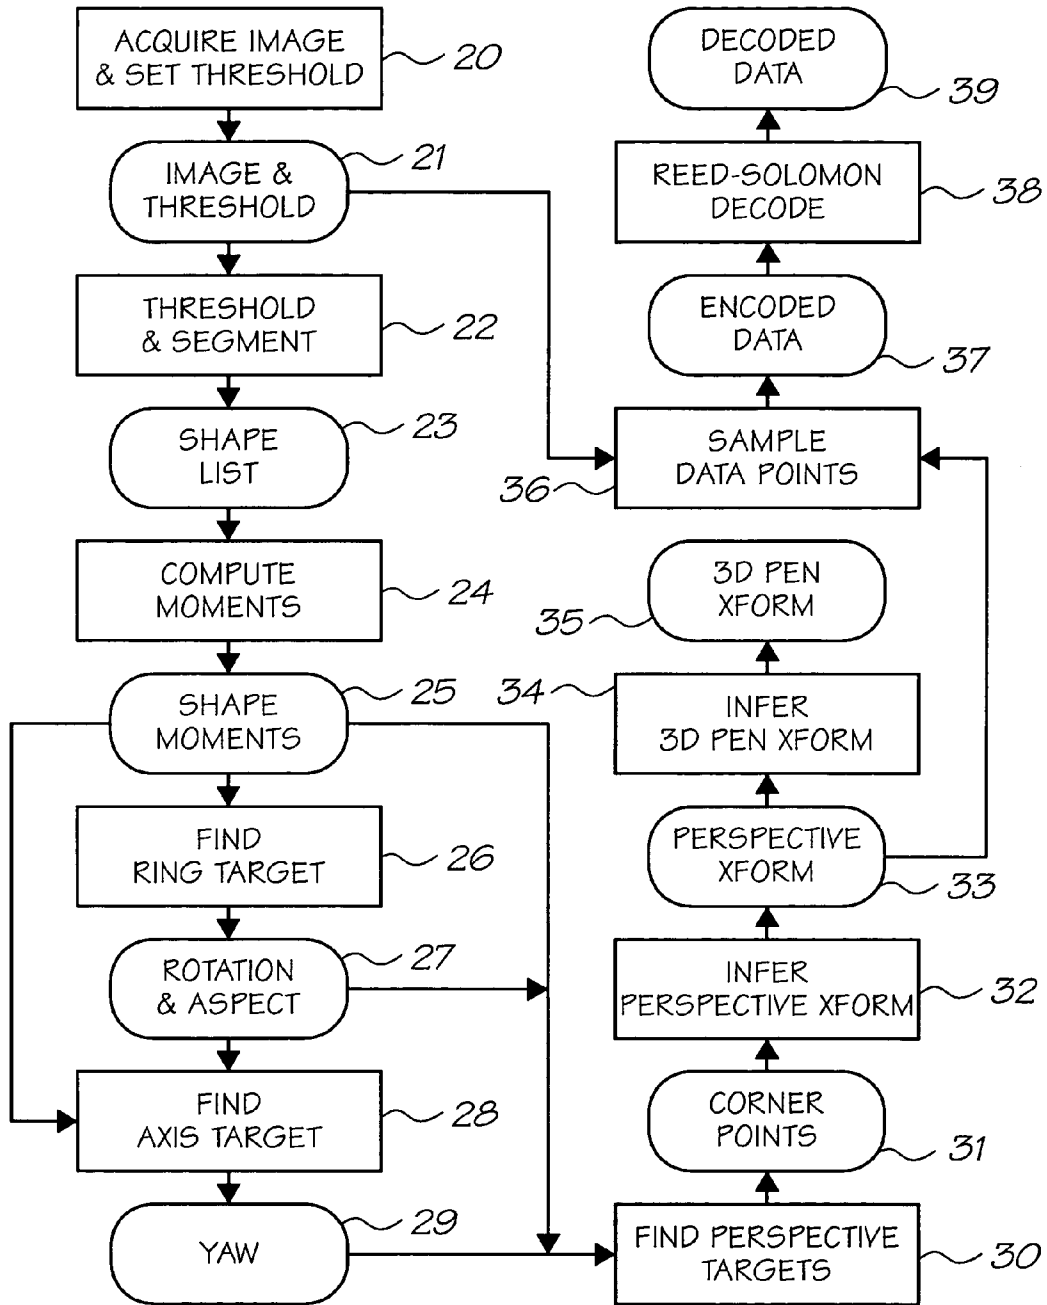 ACQUIRE IMAGE
& SET THRESHOLD
20
IMAGE &
THRESHOLD
21
THRESHOLD
& SEGMENT
22
SHAPE
LIST
23
COMPUTE
MOMENTS
24
SHAPE
MOMENTS
25
FIND
RING TARGET
26
ROTATION
& ASPECT
27
FIND
AXIS TARGET
28
YAW
29
DECODED
DATA
39
REED-SOLOMON
DECODE
38
ENCODED
DATA
37
SAMPLE
DATA POINTS
36
3D PEN
XFORM
35
34
INFER
3D PEN XFORM
PERSPECTIVE
XFORM
33
INFER
PERSPECTIVE XFORM
32
CORNER
POINTS
31
FIND PERSPECTIVE
TARGETS
30